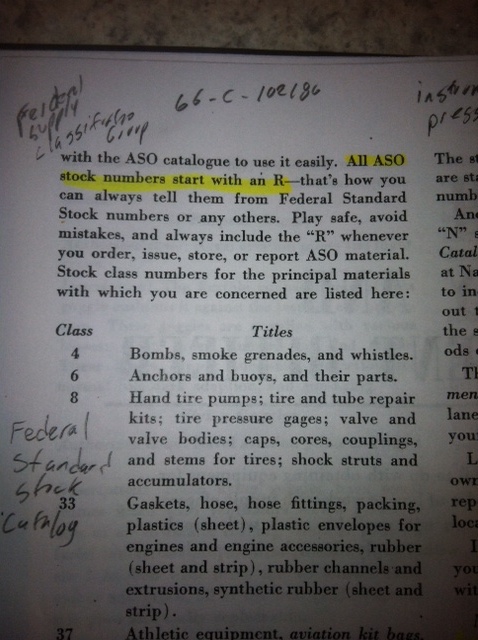 Federal
Supply
Classification
Group
66-C-102186
with the ASO catalogue to use it easily. All ASO
stock numbers start with an R—that's how you
can always tell them from Federal Standard
Stock numbers or any others. Play safe, avoid
mistakes, and always include the "R" whenever
you order, issue, store, or report ASO material.
Stock class numbers for the principal materials
with which you are concerned are listed here:
Class Titles
4 Bombs, smoke grenades, and whistles.
6 Anchors and buoys, and their parts.
8 Hand tire pumps; tire and tube repair
kits; tire pressure gages; valve and
valve bodies; caps, cores, couplings,
and stems for tires; shock struts and
accumulators.
33 Gaskets, hose, hose fittings, packing,
plastics (sheet), plastic envelopes for
engines and engine accessories, rubber
(sheet and strip), rubber channels and
extrusions, synthetic rubber (sheet and
strip).
37 Athletic equipment, aviation kit bags,
Federal
Standard
Stock
Catalog
The st
are sta
numb
An
"N" s
Catal
at Na
to in
out t
the s
ods o
Th
men
lane
you
L
own
rep
loca
I
you
wit